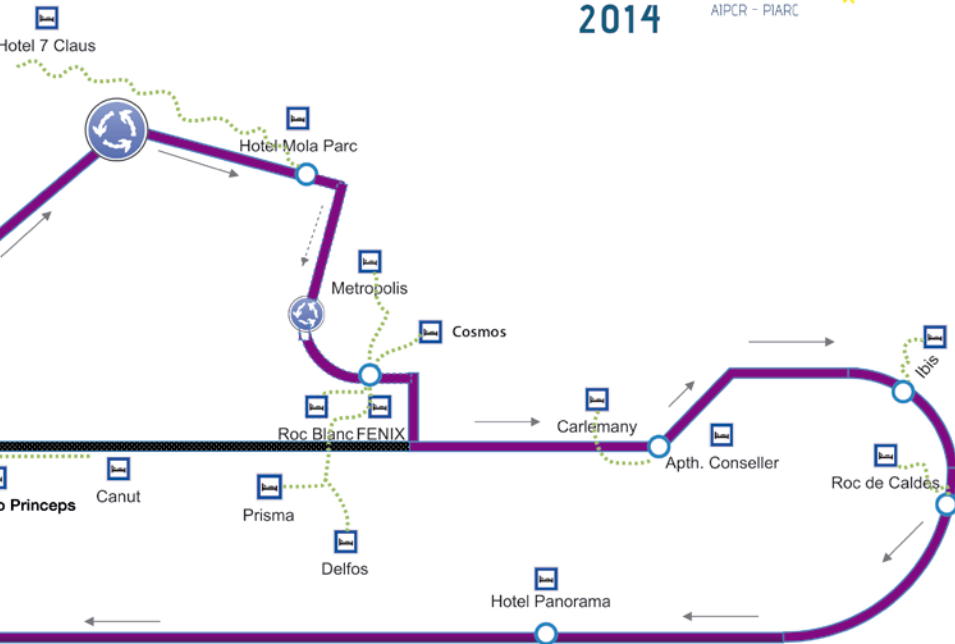 2014
AIPCR - PIARC
Hotel 7 Claus
Hotel Mola Parc
Metropolis
Cosmos
Ibis
Roc Blanc
FENIX
Carlemany
Apth. Conseller
Roc de Caldes
Princeps
Canut
Prisma
Delfos
Hotel Panorama